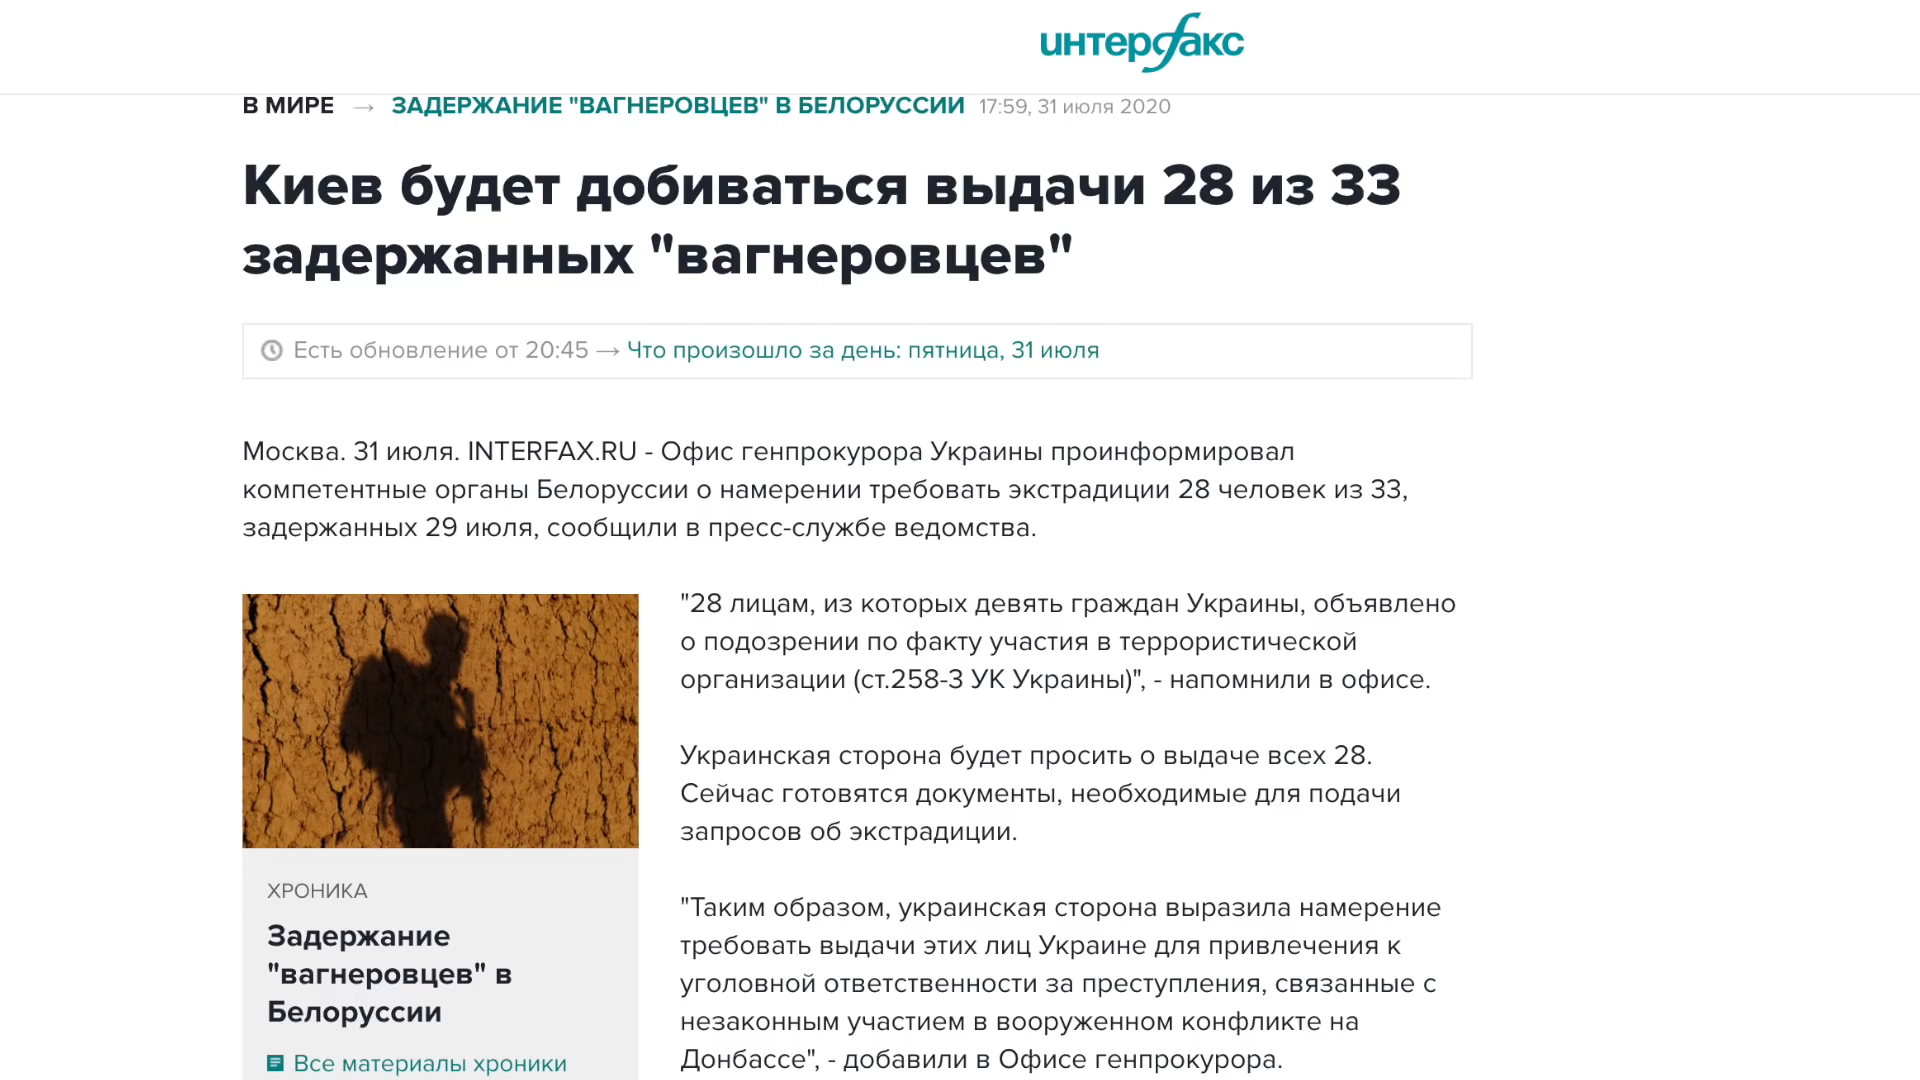 интерфакс
В МИРЕ → ЗАДЕРЖАНИЕ "ВАГНЕРОВЦЕВ" В БЕЛОРУССИИ 17:59, 31 июля 2020
Киев будет добиваться выдачи 28 из 33
задержанных "вагнеровцев"
Есть обновление от 20:45 → Что произошло за день: пятница, 31 июля
Москва. 31 июля. INTERFAX.RU - Офис генпрокурора Украины проинформировал
компетентные органы Белоруссии о намерении требовать экстрадиции 28 человек из 33,
задержанных 29 июля, сообщили в пресс-службе ведомства.
"28 лицам, из которых девять граждан Украины, объявлено
о подозрении по факту участия в террористической
организации (ст.258-3 УК Украины)", - напомнили в офисе.
Украинская сторона будет просить о выдаче всех 28.
Сейчас готовятся документы, необходимые для подачи
запросов об экстрадиции.
"Таким образом, украинская сторона выразила намерение
требовать выдачи этих лиц Украине для привлечения к
уголовной ответственности за преступления, связанные с
незаконным участием в вооруженном конфликте на
Донбассе", - добавили в Офисе генпрокурора.
ХРОНИКА
Задержание
"вагнеровцев" в
Белоруссии
Все материалы хроники